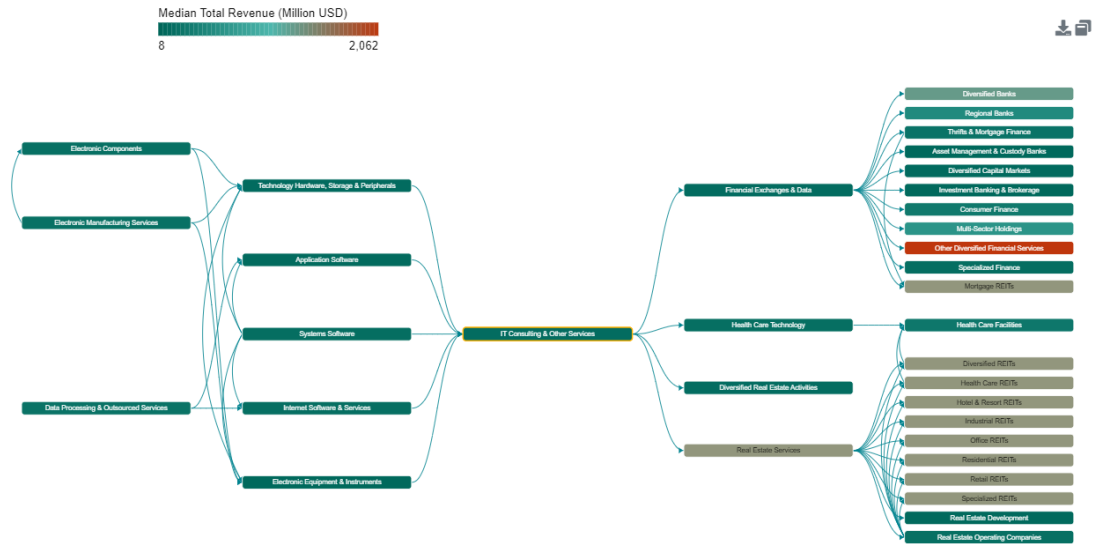 Median Total Revenue (Million USD)
8 2,062
Electronic Components
Electronic Manufacturing Services
Data Processing & Outsourced Services
Technology Hardware, Storage & Peripherals
Application Software
Systems Software
Internet Software & Services
Electronic Equipment & Instruments
IT Consulting & Other Services
Financial Exchanges & Data
Health Care Technology
Diversified Real Estate Activities
Real Estate Services
Diversified Banks
Regional Banks
Thrifts & Mortgage Finance
Asset Management & Custody Banks
Diversified Capital Markets
Investment Banking & Brokerage
Consumer Finance
Multi-Sector Holdings
Other Diversified Financial Services
Specialized Finance
Mortgage REITs
Health Care Facilities
Diversified REITs
Health Care REITs
Hotel & Resort REITs
Industrial REITs
Office REITs
Residential REITs
Retail REITs
Specialized REITs
Real Estate Development
Real Estate Operating Companies